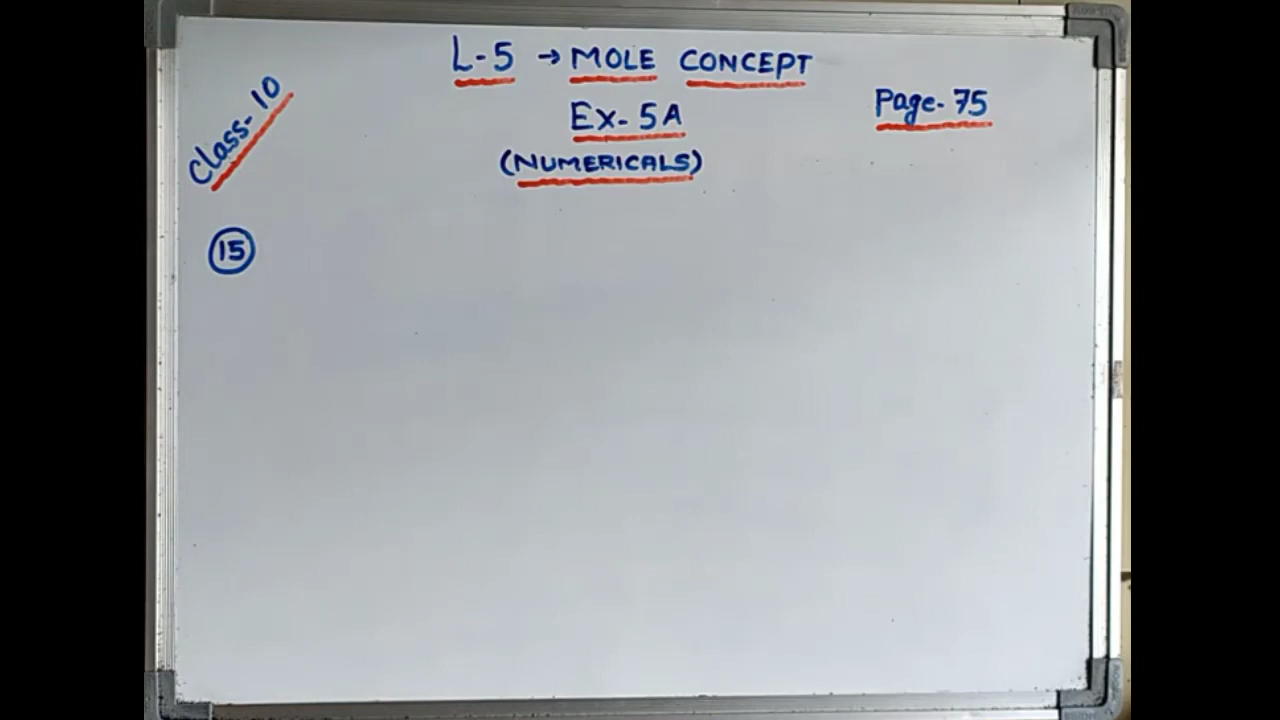 L-5 → MOLE CONCEPT
Class-10
Ex-5A
Page-75
(NUMERICALS)
15